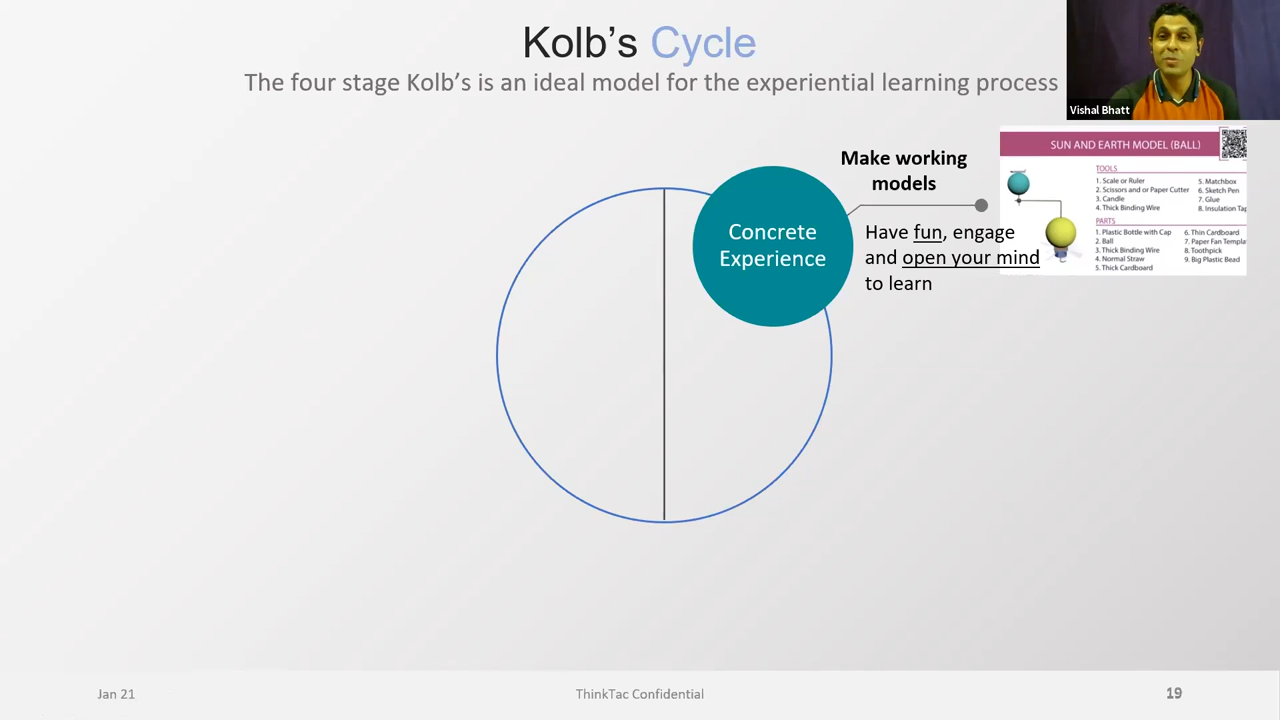 Kolb's Cycle
The four stage Kolb's is an ideal model for the experiential learning process
Vishal Bhatt
Make working
models
Concrete
Experience
Have fun, engage
and open your mind
to learn
SUN AND EARTH MODEL (BALL)
TOOLS
1. Scale or Ruler
2. Scissors and or Paper Cutter
3. Candle
4. Thick Binding Wire
5. Matchbox
6. Sketch Pen
7. Glue
8. Insulation Tap
PARTS
1. Plastic Bottle with Cap
2. Ball
3. Thick Binding Wire
4. Normal Straw
5. Thick Cardboard
6. Thin Cardboard
7. Paper Fan Templa
8. Toothpick
9. Big Plastic Bead
Jan 21
ThinkTac Confidential
19